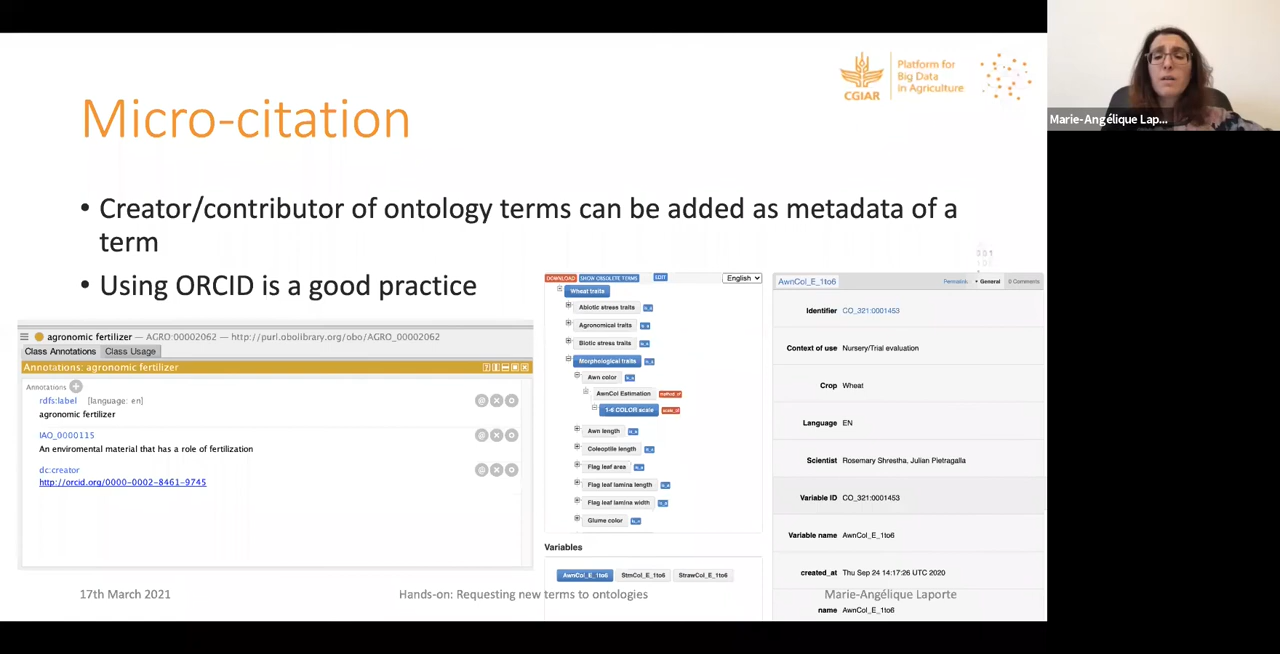 CGIAR
Platform for
Big Data
in Agriculture
Marie-Angélique Lap...
Micro-citation
• Creator/contributor of ontology terms can be added as metadata of a
term
• Using ORCID is a good practice
agronomic fertilizer — AGRO:00002062 — http://purl.obolibrary.org/obo/AGRO_00002062
Class Annotations Class Usage
Annotations: agronomic fertilizer
Annotations
rdfs:label [language: en]
agronomic fertilizer
IAO_0000115
An enviromental material that has a role of fertilization
dc:creator
http://orcid.org/0000-0002-8461-9745
DOWNLOAD SHOW OBSOLETE TERMS EDIT English
Wheat traits
Abiotic stress traits
Agronomical traits
Biotic stress traits
Morphological traits
Awn color
AwnCol Estimation method_of
1-6 COLOR scale scale_of
Awn length
Coleoptile length
Flag leaf area
Flag leaf lamina length
Flag leaf lamina width
Glume color
Variables
AwnCol_E_1to6 StmCol_E_1to6 StrawCol_E_1to6
AwnCol_E_1to6 Permalink General 0 Comments
Identifier CO_321:0001453
Context of use Nursery/Trial evaluation
Crop Wheat
Language EN
Scientist Rosemary Shrestha, Julian Pietragalla
Variable ID CO_321:0001453
Variable name AwnCol_E_1to6
created_at Thu Sep 24 14:17:26 UTC 2020
name AwnCol_E_1to6
17th March 2021
Hands-on: Requesting new terms to ontologies
Marie-Angélique Laporte